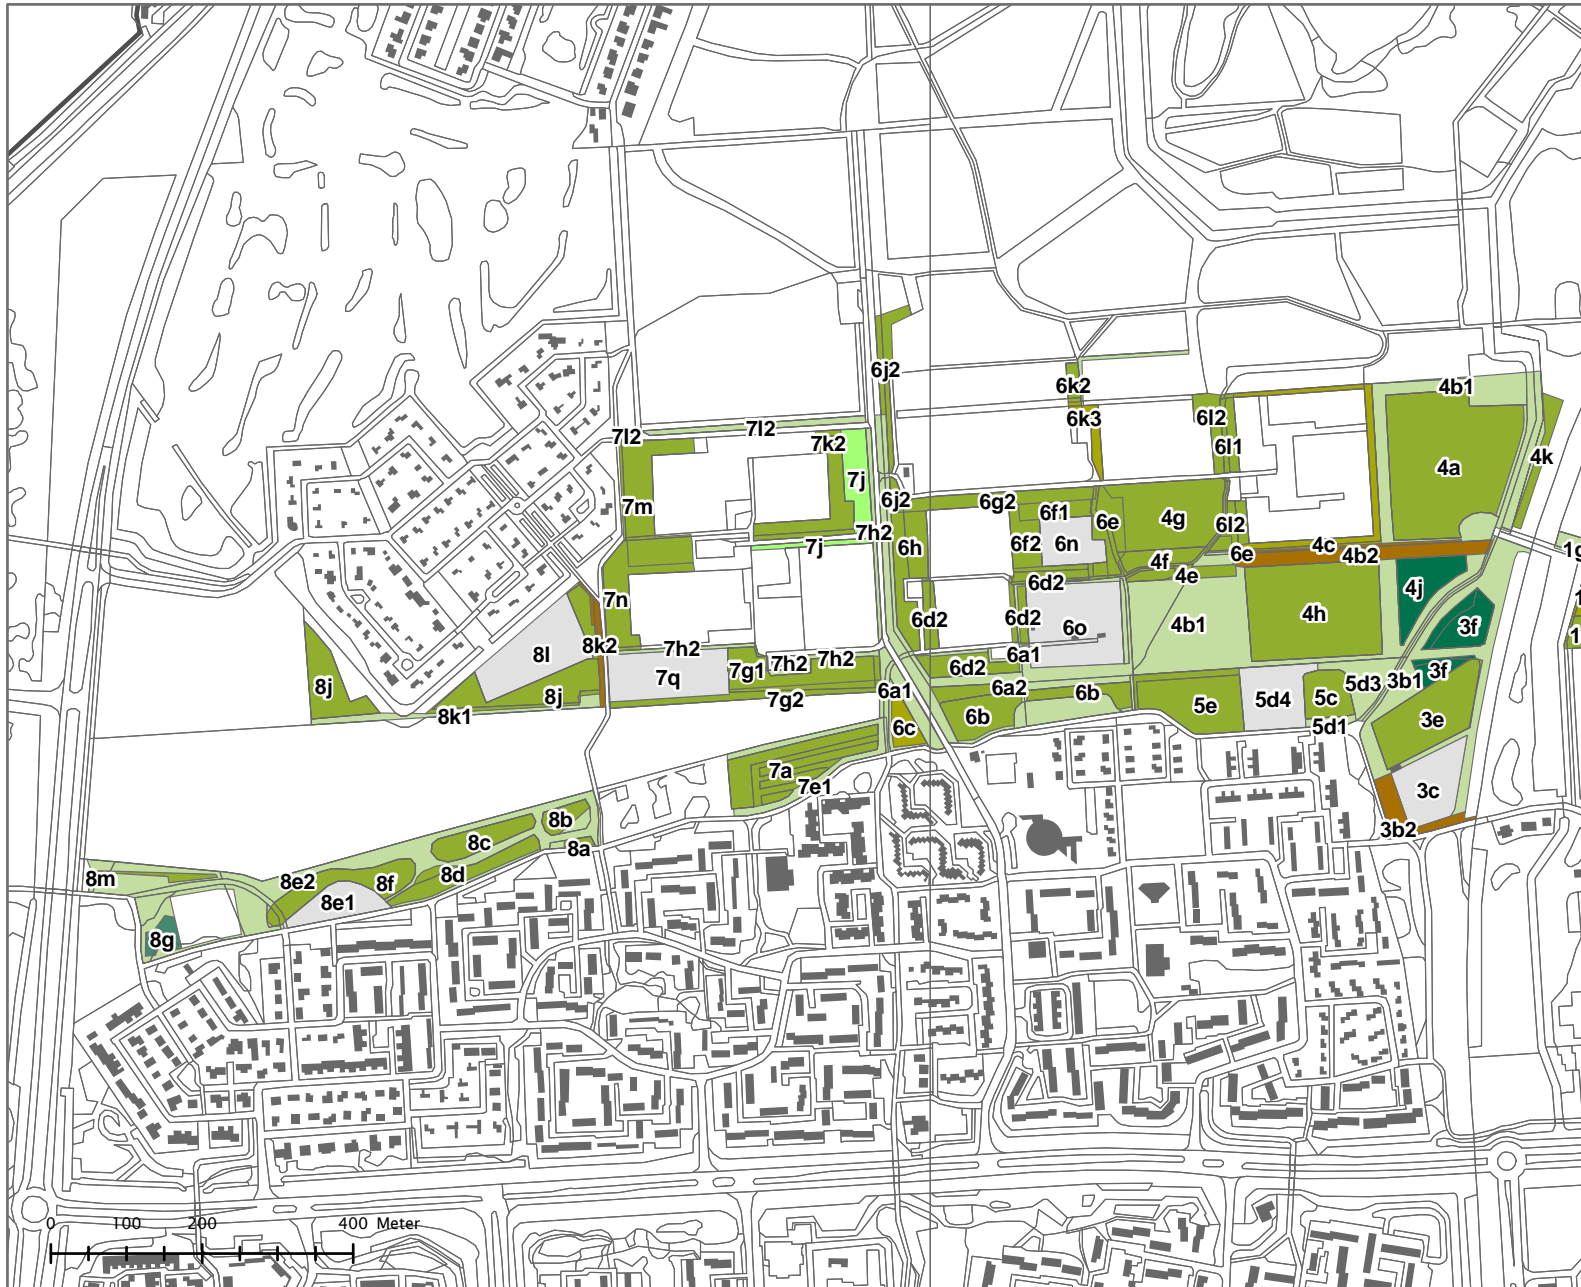 6j2
6k2
4b1
6k3
6l2
7l2
7l2
7k2
6l1
4k
4a
7j
7m
6j2
6g2
6f1
6e
4g
6l2
7h2
7j
6h
6f2
6n
4f
6e
4c
4b2
4e
6d2
4j
7n
6d2
6d2
6o
4b1
4h
3f
8k2
7h2
8l
7h2
7h2
6a1
6d2
7g1
7q
8j
8j
7g2
6a1
6a2
6b
5e
5d4
5c
5d3
3b1
3f
8k1
6c
6b
5d1
3e
7a
7e1
3c
8b
3b2
8c
8a
8m
8e2
8f
8d
8e1
8g
0 100 200 400 Meter